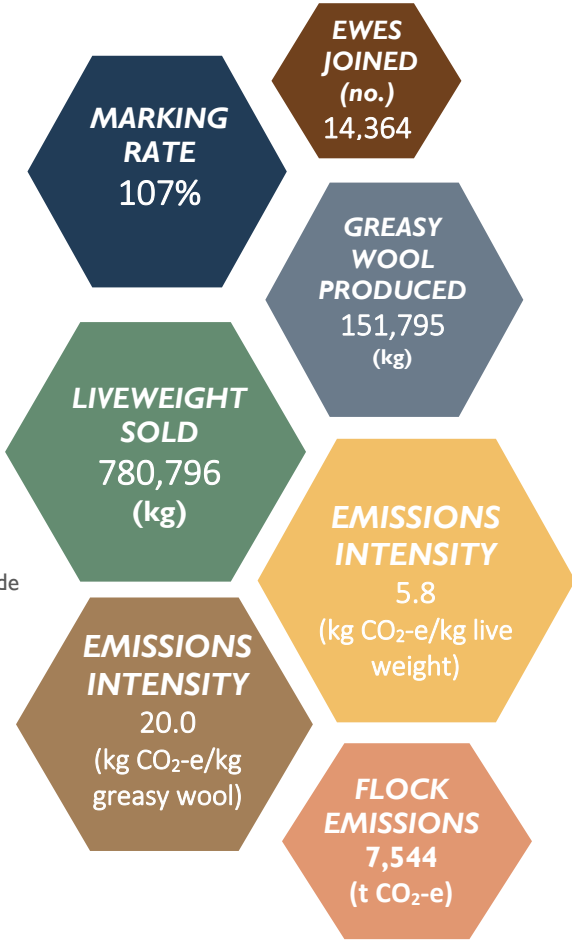 EWES
JOINED
(no.)
14,364
MARKING
RATE
107%
GREASY
WOOL
PRODUCED
151,795
(kg)
LIVEWEIGHT
SOLD
780,796
(kg)
EMISSIONS
INTENSITY
5.8
(kg CO₂-e/kg live
weight)
de
EMISSIONS
INTENSITY
20.0
(kg CO₂-e/kg
greasy wool)
FLOCK
EMISSIONS
7,544
(t CO₂-e)